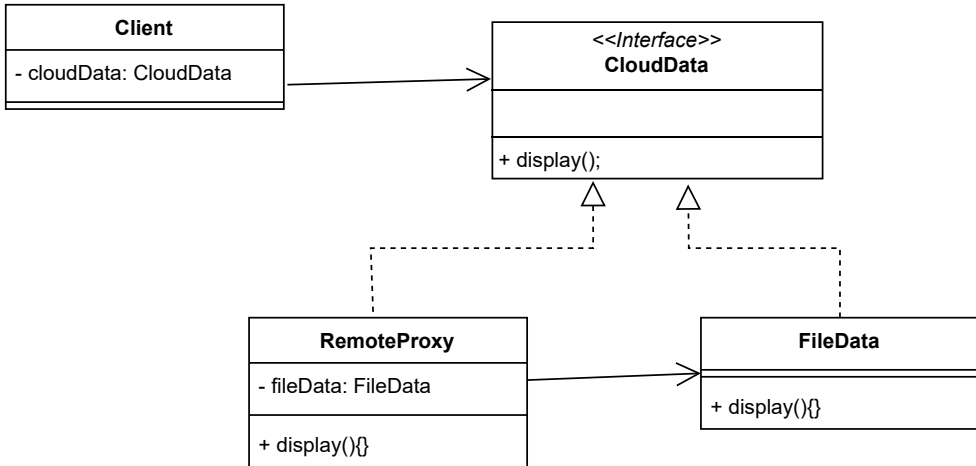 Client
- cloudData: CloudData
<<Interface>>
CloudData
+ display();
RemoteProxy
- fileData: FileData
+ display(){}
FileData
+ display(){}